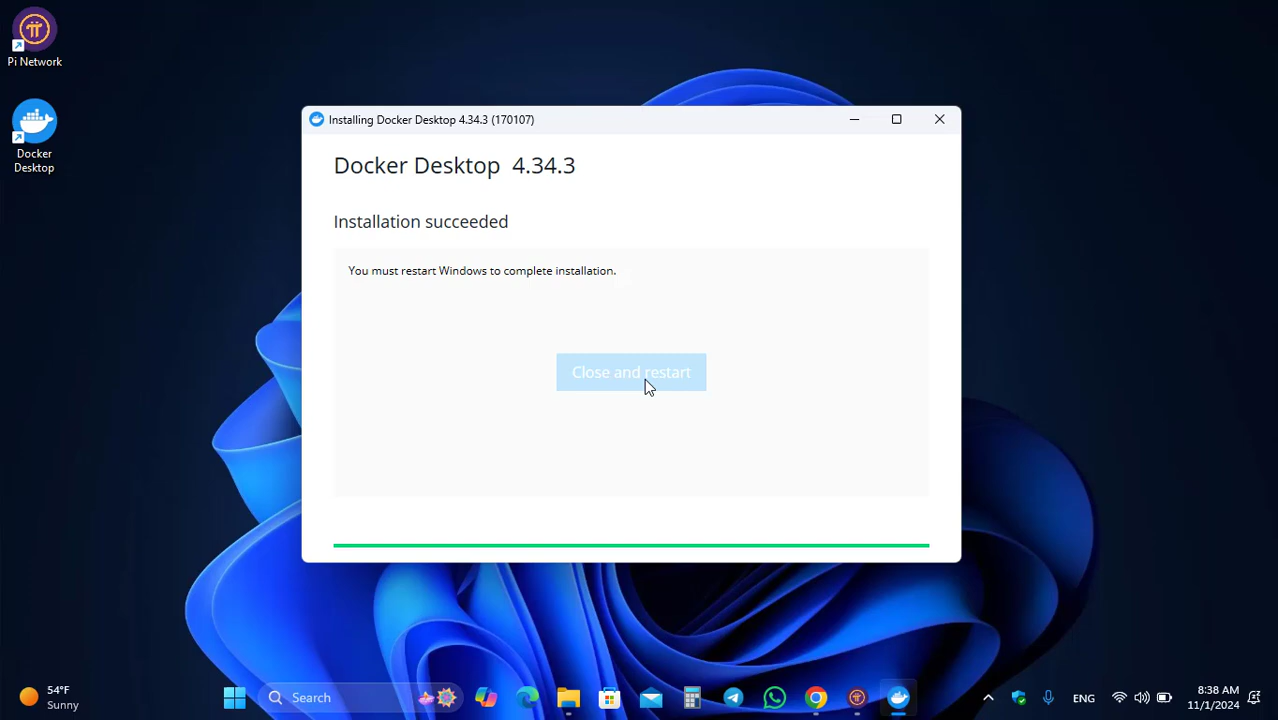 Pi Network
Docker
Desktop
Installing Docker Desktop 4.34.3 (170107)
Docker Desktop 4.34.3
Installation succeeded
You must restart Windows to complete installation.
Close and restart
54°F
Sunny
Search
ENG
8:38 AM
11/1/2024